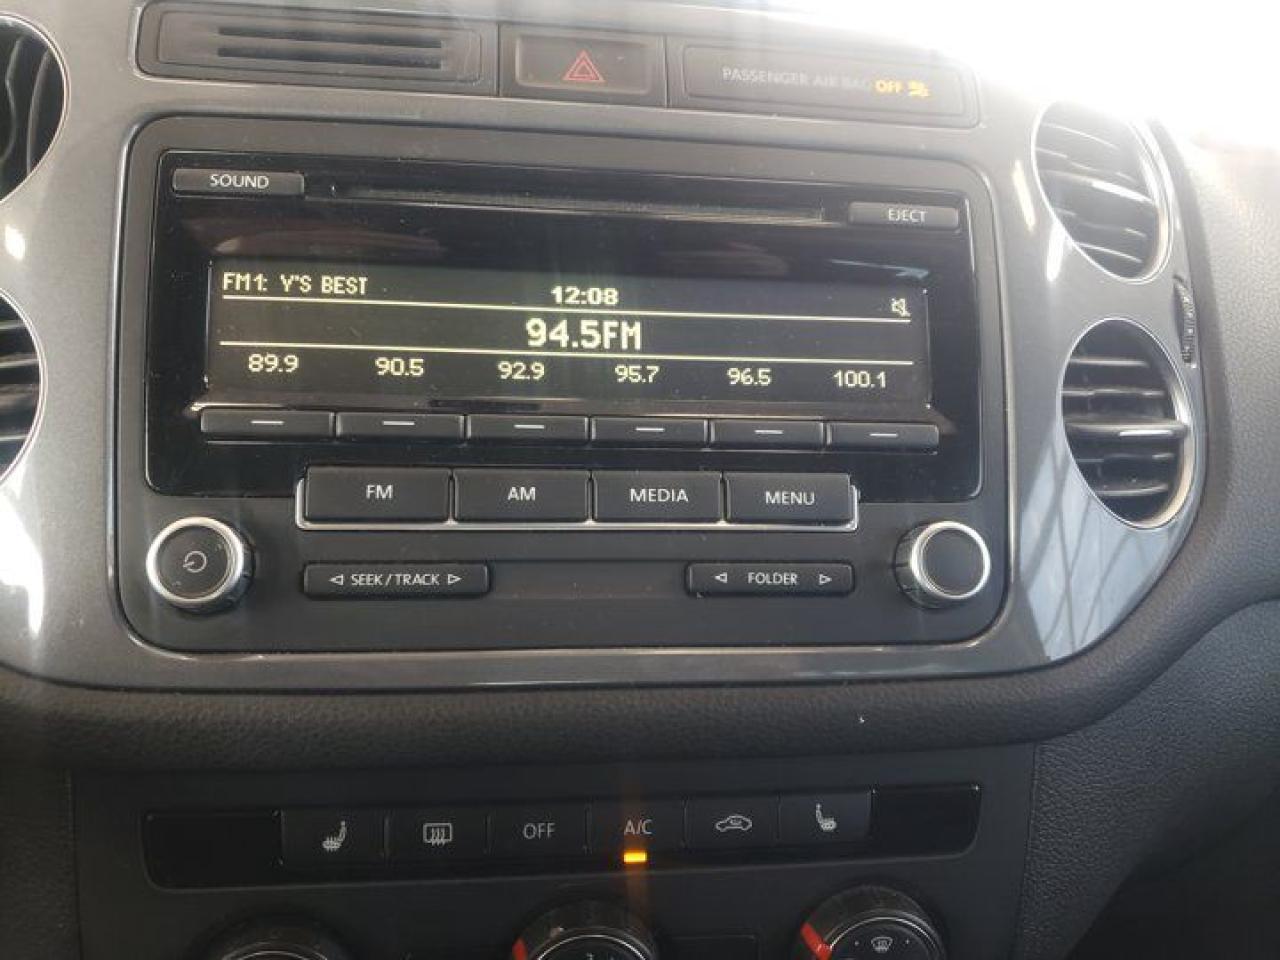 PASSENGER AIR BAG OFF
SOUND
EJECT
FM1: Y'S BEST
12:08
94.5FM
89.9 90.5 92.9 95.7 96.5 100.1
FM AM MEDIA MENU
SEEK/TRACK FOLDER
OFF A/C